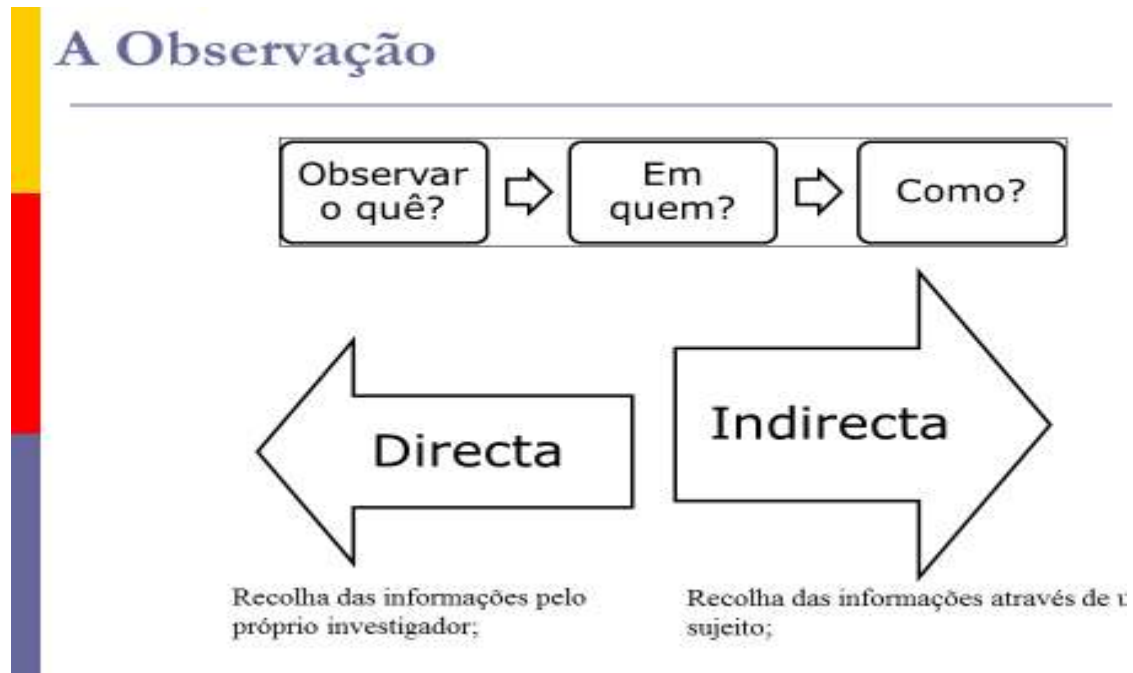 A Observação
Observar
o quê?
Em
quem?
Como?
Directa
Indirecta
Recolha das informações pelo
próprio investigador;
Recolha das informações através de
sujeito;